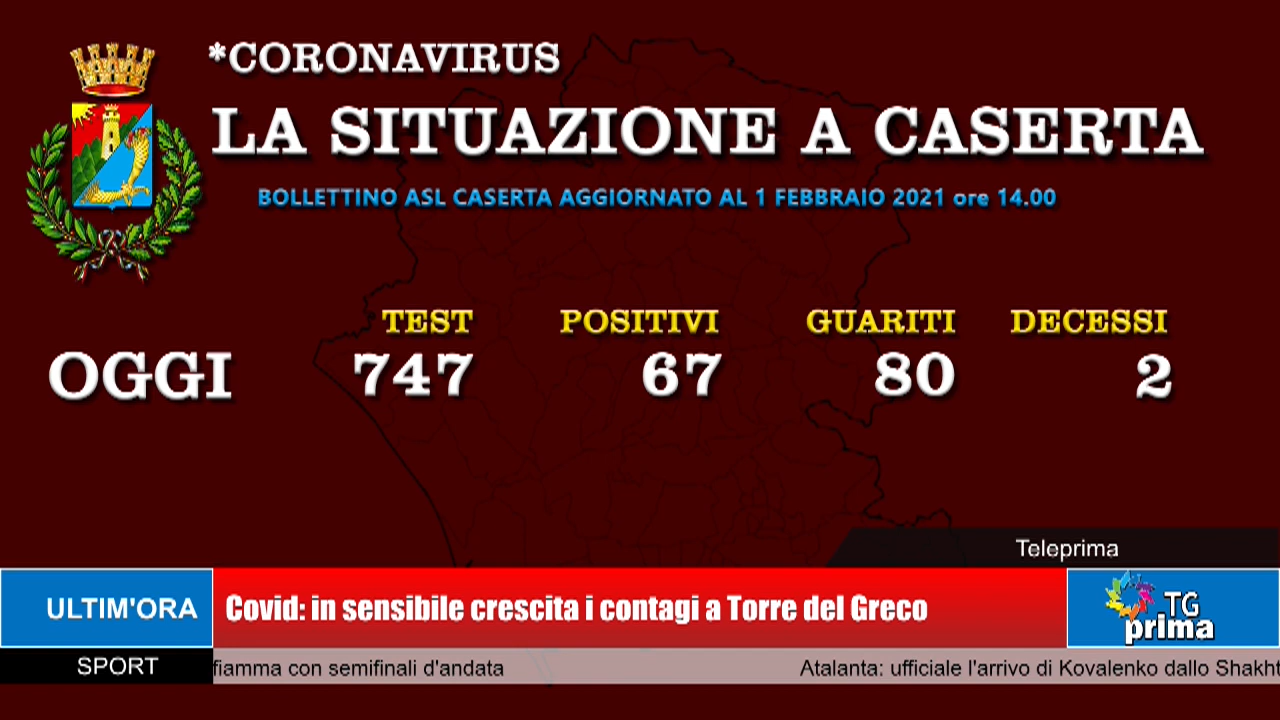 *CORONAVIRUS
LA SITUAZIONE A CASERTA
BOLLETTINO ASL CASERTA AGGIORNATO AL 1 FEBBRAIO 2021 ore 14.00
TEST POSITIVI GUARITI DECESSI
OGGI 747 67 80 2
Teleprima
ULTIM'ORA Covid: in sensibile crescita i contagi a Torre del Greco
TG
prima
SPORT fiamma con semifinali d'andata Atalanta: ufficiale l'arrivo di Kovalenko dallo Shakht